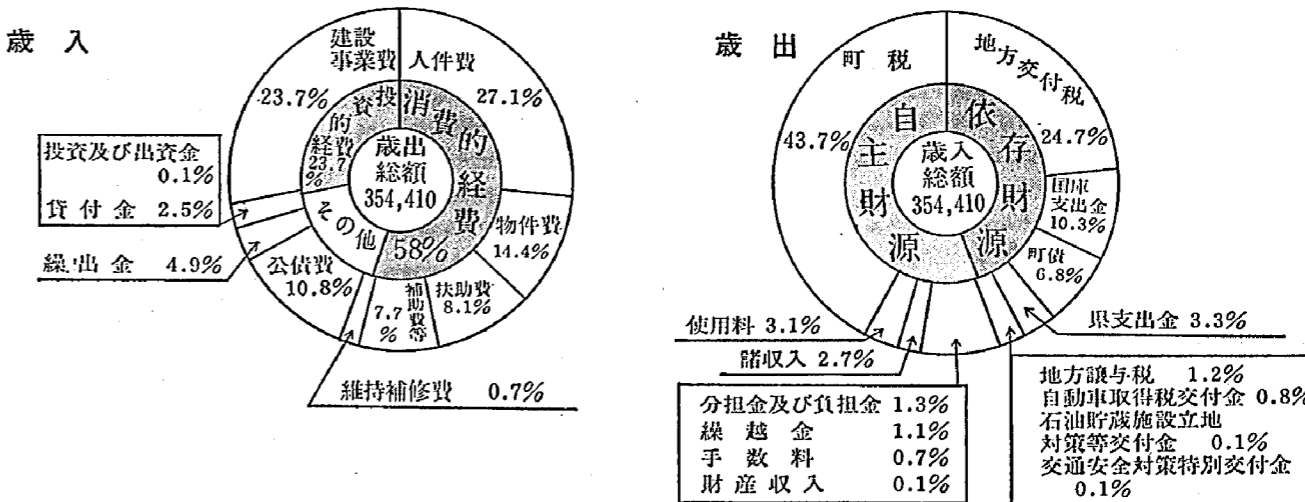 歳入
建設
事業費
23.7%
人件費
27.1%
投資的経費
23.7
%
消費的経費
58%
歳出
総額
354,410
その他
投資及び出資金
0.1%
貸付金 2.5%
繰出金 4.9%
公債費
10.8%
物件費
14.4%
扶助費
8.1%
補助費等
7.7
%
維持補修費 0.7%
歳出
町税
43.7%
地方交付税
24.7%
自主財源
依存財源
歳入
総額
354,410
国庫
支出金
10.3%
町債
6.8%
使用料 3.1%
諸収入 2.7%
県支出金 3.3%
分担金及び負担金 1.3%
繰越金 1.1%
手数料 0.7%
財産収入 0.1%
地方譲与税 1.2%
自動車取得税交付金 0.8%
石油貯蔵施設立地
対策等交付金 0.1%
交通安全対策特別交付金
0.1%